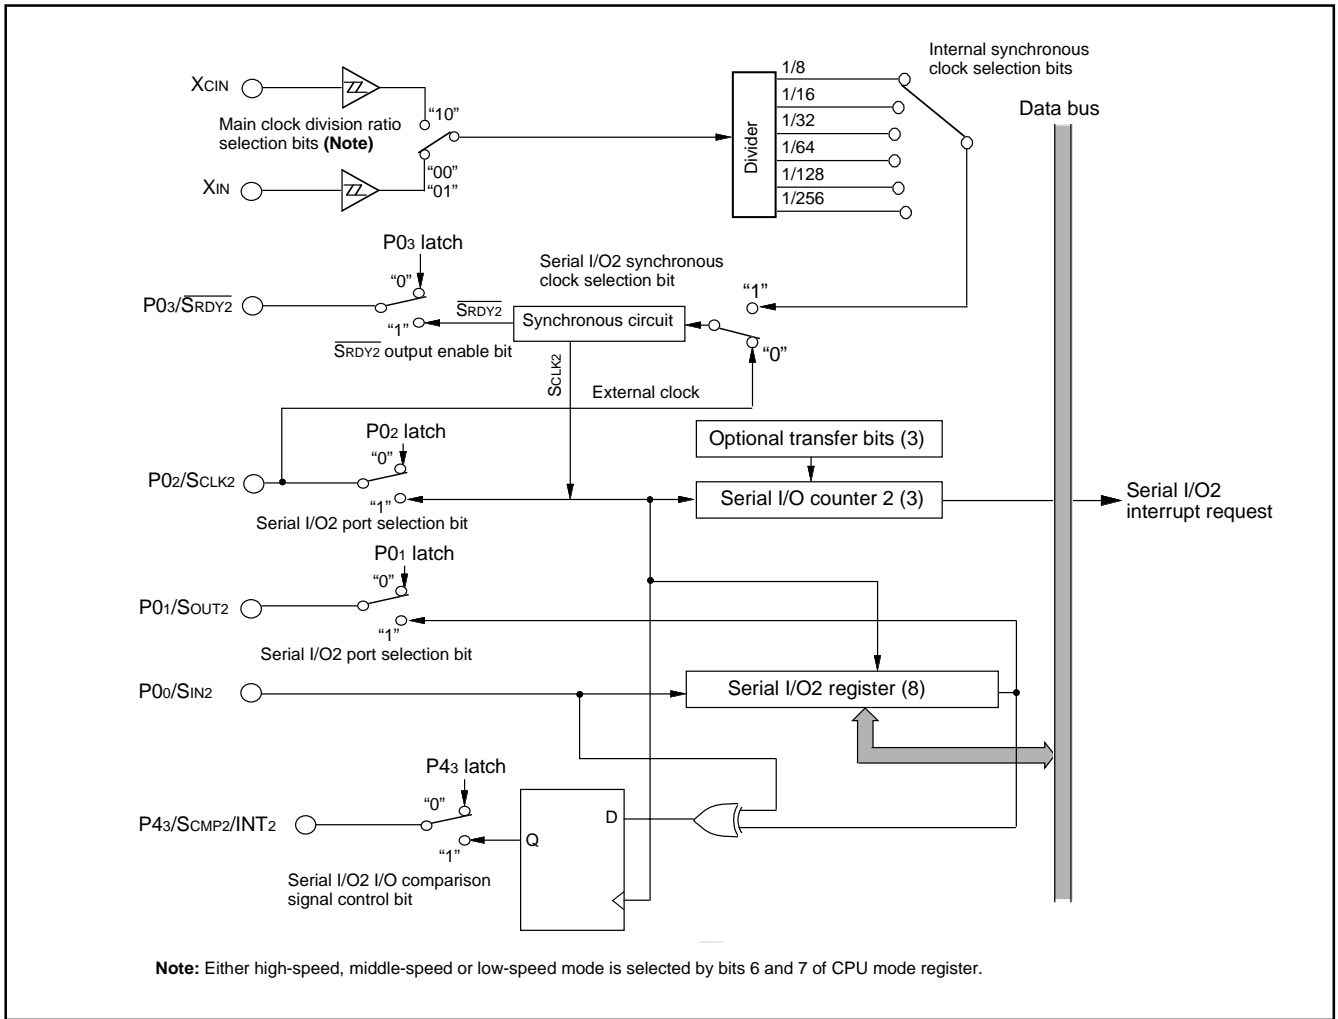 Internal synchronous
clock selection bits
XCIN
“10”
Main clock division ratio
selection bits (Note)
“00”
“01”
XIN
Divider
1/8
1/16
1/32
1/64
1/128
1/256
Data bus
P03 latch
“0”
P03/SRDY2
“1”
SRDY2
SRDY2 output enable bit
Serial I/O2 synchronous
clock selection bit
Synchronous circuit
“1”
“0”
SCLK2
External clock
P02 latch
“0”
P02/SCLK2
“1”
Serial I/O2 port selection bit
Optional transfer bits (3)
Serial I/O counter 2 (3)
Serial I/O2
interrupt request
P01 latch
“0”
P01/SOUT2
“1”
Serial I/O2 port selection bit
P00/SIN2
Serial I/O2 register (8)
P43 latch
“0”
P43/SCMP2/INT2
“1”
Serial I/O2 I/O comparison
signal control bit
D
Q
Note: Either high-speed, middle-speed or low-speed mode is selected by bits 6 and 7 of CPU mode register.